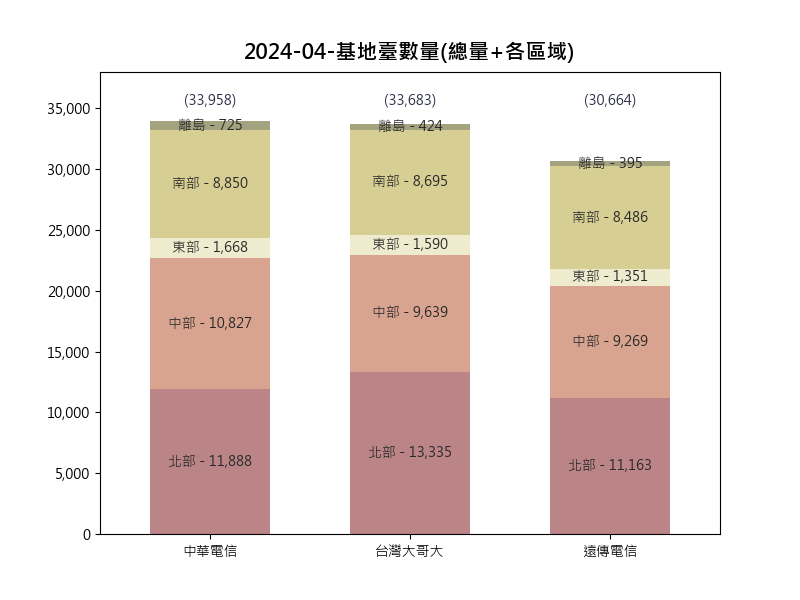 2024-04-基地臺數量(總量+各區域)
(33,958) (33,683) (30,664)
35,000
30,000
25,000
20,000
15,000
10,000
5,000
0
離島 - 725
南部 - 8,850
東部 - 1,668
中部 - 10,827
北部 - 11,888
離島 - 424
南部 - 8,695
東部 - 1,590
中部 - 9,639
北部 - 13,335
離島 - 395
南部 - 8,486
東部 - 1,351
中部 - 9,269
北部 - 11,163
中華電信 台灣大哥大 遠傳電信